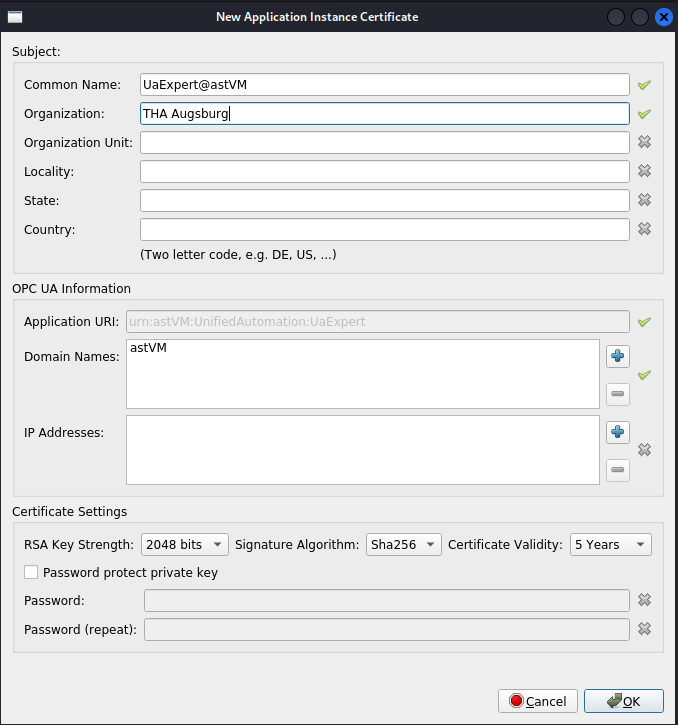 New Application Instance Certificate
Subject:
Common Name: UaExpert@astVM
Organization: THA Augsburg
Organization Unit:
Locality:
State:
Country:
(Two letter code, e.g. DE, US, ...)
OPC UA Information
Application URI: urn:astVM:UnifiedAutomation:UaExpert
Domain Names: astVM
IP Addresses:
Certificate Settings
RSA Key Strength: 2048 bits Signature Algorithm: Sha256 Certificate Validity: 5 Years
Password protect private key
Password:
Password (repeat):
Cancel OK